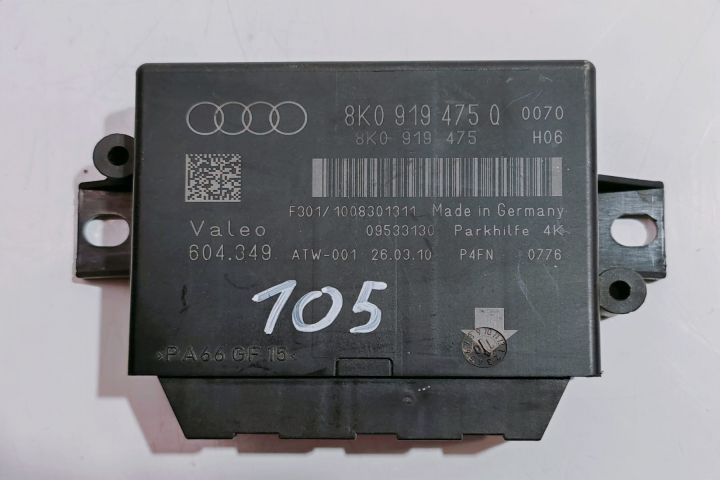 8K0 919 475 Q 0070
8K0 919 475 H06
F301/1008301311 Made in Germany
Valeo 09533130 Parkhilfe 4K
604.349 ATW-001 26.03.10 P4FN 0776
105
>PA66 GF15<